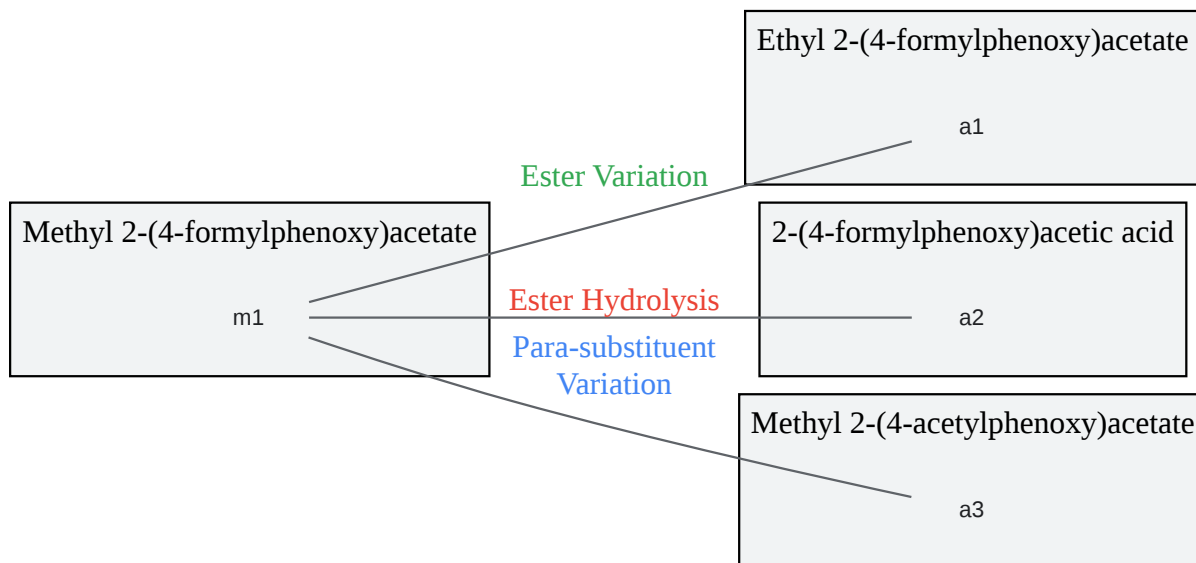 Ethyl 2-(4-formylphenoxy)acetate
a1
Ester Variation
Methyl 2-(4-formylphenoxy)acetate
m1
Ester Hydrolysis
2-(4-formylphenoxy)acetic acid
a2
Para-substituent
Variation
Methyl 2-(4-acetylphenoxy)acetate
a3